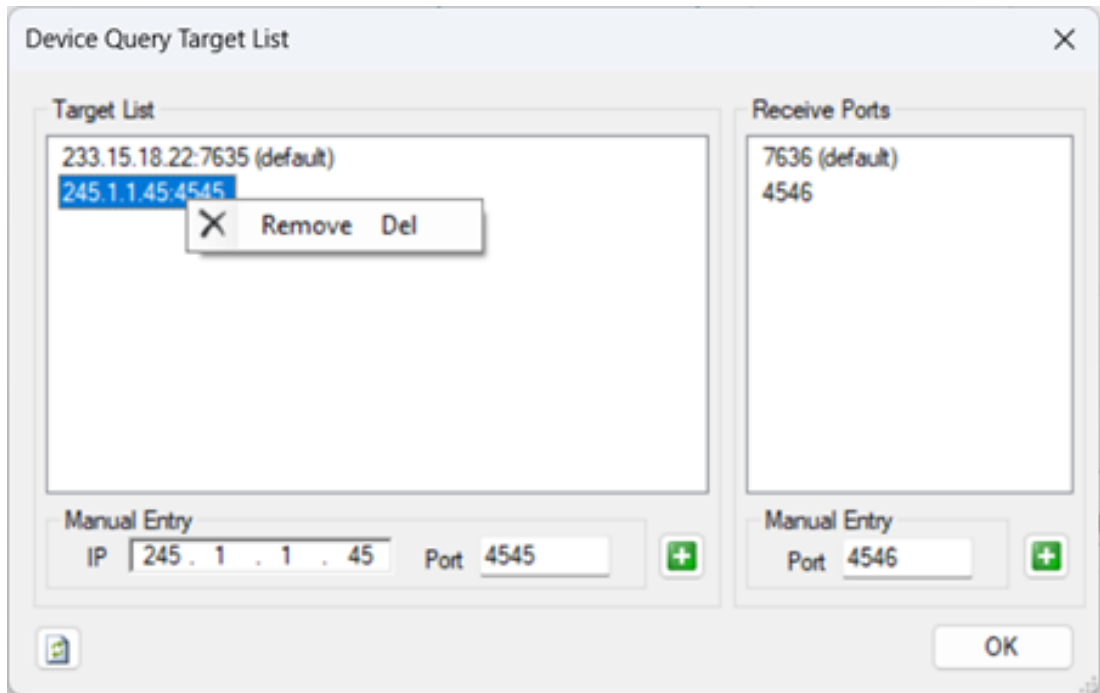 Device Query Target List
Target List
233.15.18.22:7635 (default)
245.1.1.45:4545
Remove Del
Manual Entry
IP 245 . 1 . 1 . 45 Port 4545
Receive Ports
7636 (default)
4546
Manual Entry
Port 4546
OK